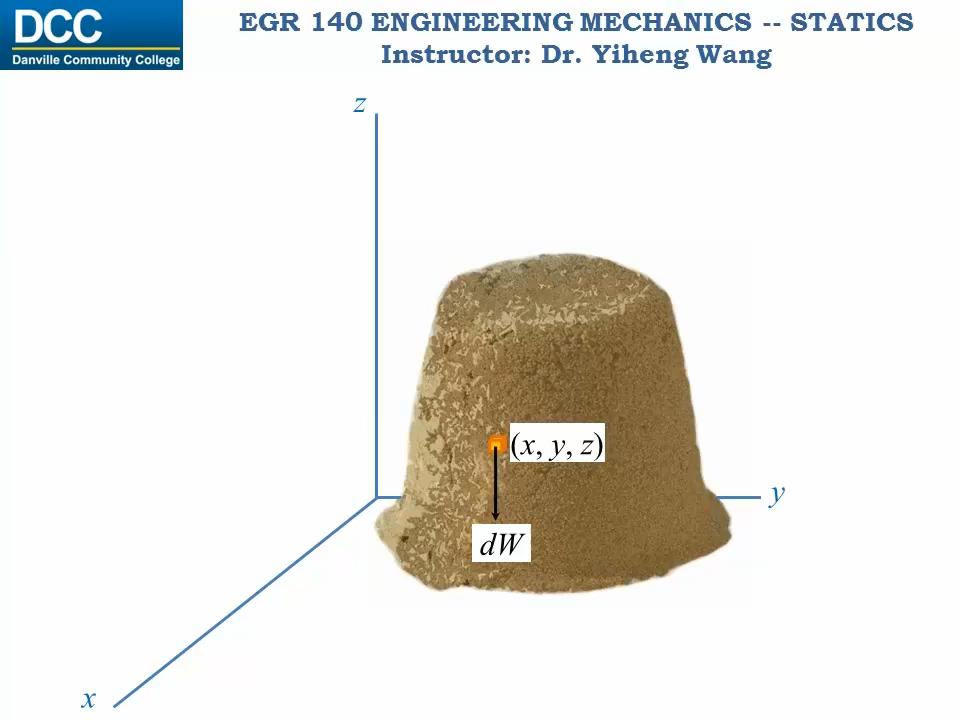 DCC
Danville Community College
EGR 140 ENGINEERING MECHANICS -- STATICS
Instructor: Dr. Yiheng Wang
z
(x, y, z)
y
dW
x